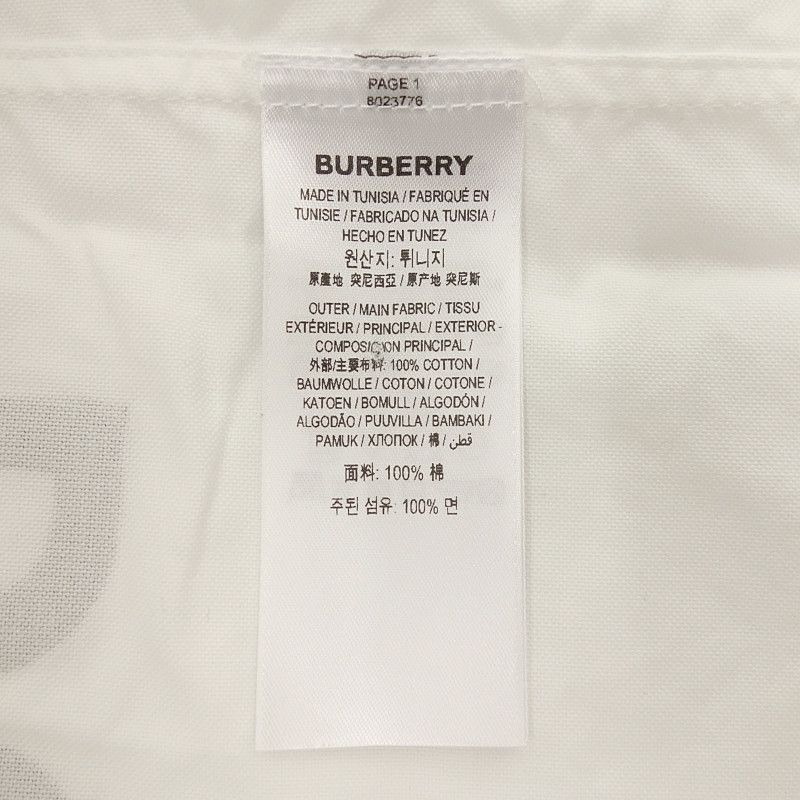 PAGE 1
8023776
BURBERRY
MADE IN TUNISIA / FABRIQUÉ EN
TUNISIE / FABRICADO NA TUNISIA /
HECHO EN TUNEZ
원산지: 튀니지
原產地 突尼西亞 / 原产地 突尼斯
OUTER / MAIN FABRIC / TISSU
EXTÉRIEUR / PRINCIPAL / EXTERIOR -
COMPOSICION PRINCIPAL /
外部/主要布料: 100% COTTON /
BAUMWOLLE / COTON / COTONE /
KATOEN / BOMULL / ALGODÓN /
ALGODÃO / PUUVILLA / BAMBAKI /
PAMUK / ХЛОПОК / 棉 / قطن
面料: 100% 棉
주된 섬유: 100% 면